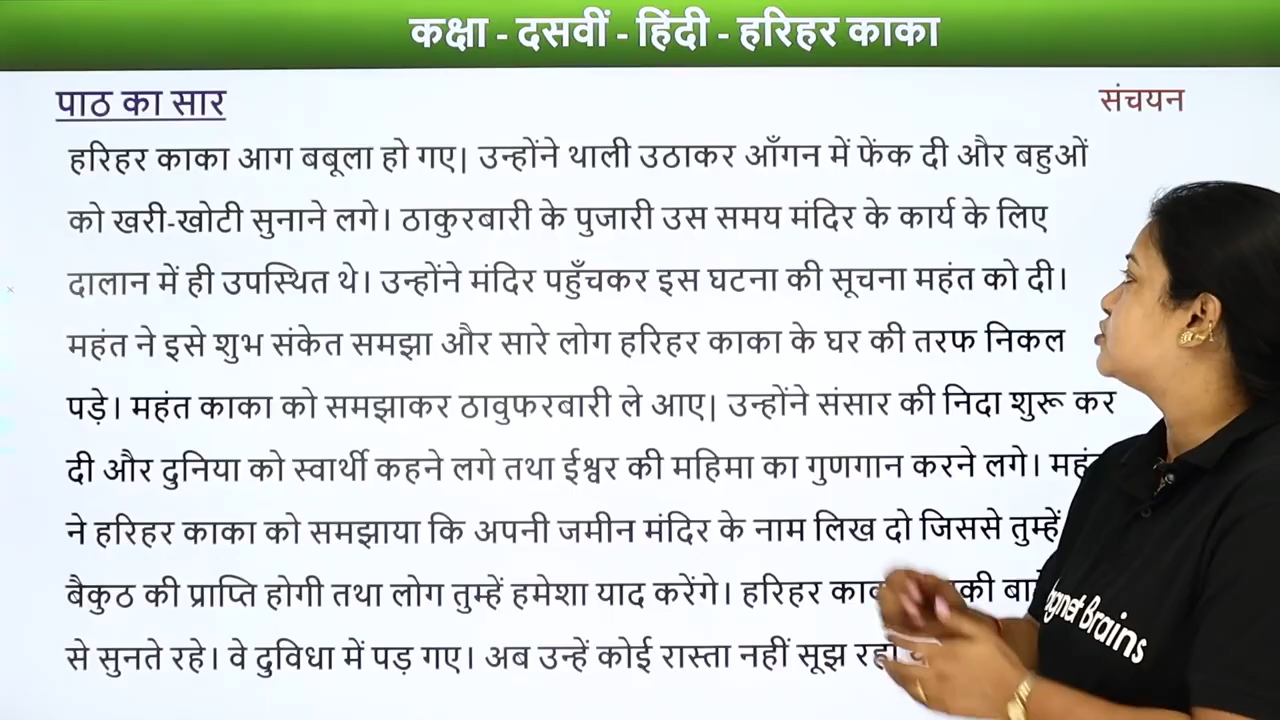 कक्षा - दसवीं - हिंदी - हरिहर काका
पाठ का सार
संचयन
हरिहर काका आग बबूला हो गए| उन्होंने थाली उठाकर आँगन में फेंक दी और बहुओं
को खरी-खोटी सुनाने लगे। ठाकुरबारी के पुजारी उस समय मंदिर के कार्य के लिए
दालान में ही उपस्थित थे। उन्होंने मंदिर पहुँचकर इस घटना की सूचना महंत को दी।
महंत ने इसे शुभ संकेत समझा और सारे लोग हरिहर काका के घर की तरफ निकल
पड़े। महंत काका को समझाकर ठावुफरबारी ले आए| उन्होंने संसार की निदा शुरू कर
दी और दुनिया को स्वार्थी कहने लगे तथा ईश्वर की महिमा का गुणगान करने लगे।
ने हरिहर काका को समझाया कि अपनी जमीन मंदिर के नाम लिख दो जिससे तुम्हें
बैकुठ की प्राप्ति होगी तथा लोग तुम्हें हमेशा याद करेंगे। हरिहर
से सुनते रहे। वे दुविधा में पड़ गए। अब उन्हें कोई रास्ता नहीं सूझ
Brains